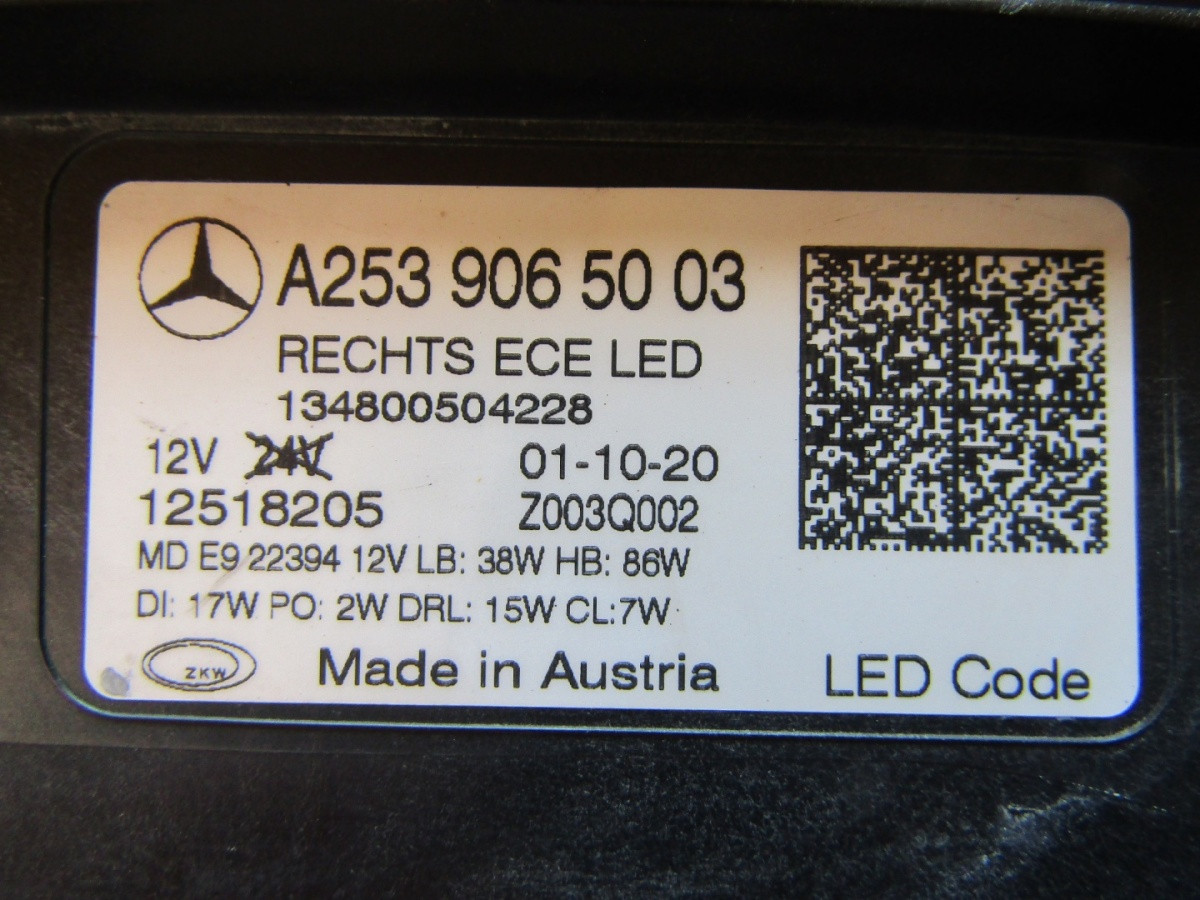 A253 906 50 03
RECHTS ECE LED
134800504228
12V 24V 01-10-20
12518205 Z003Q002
MD E9 22394 12V LB: 38W HB: 86W
DI: 17W PO: 2W DRL: 15W CL:7W
ZKW Made in Austria LED Code